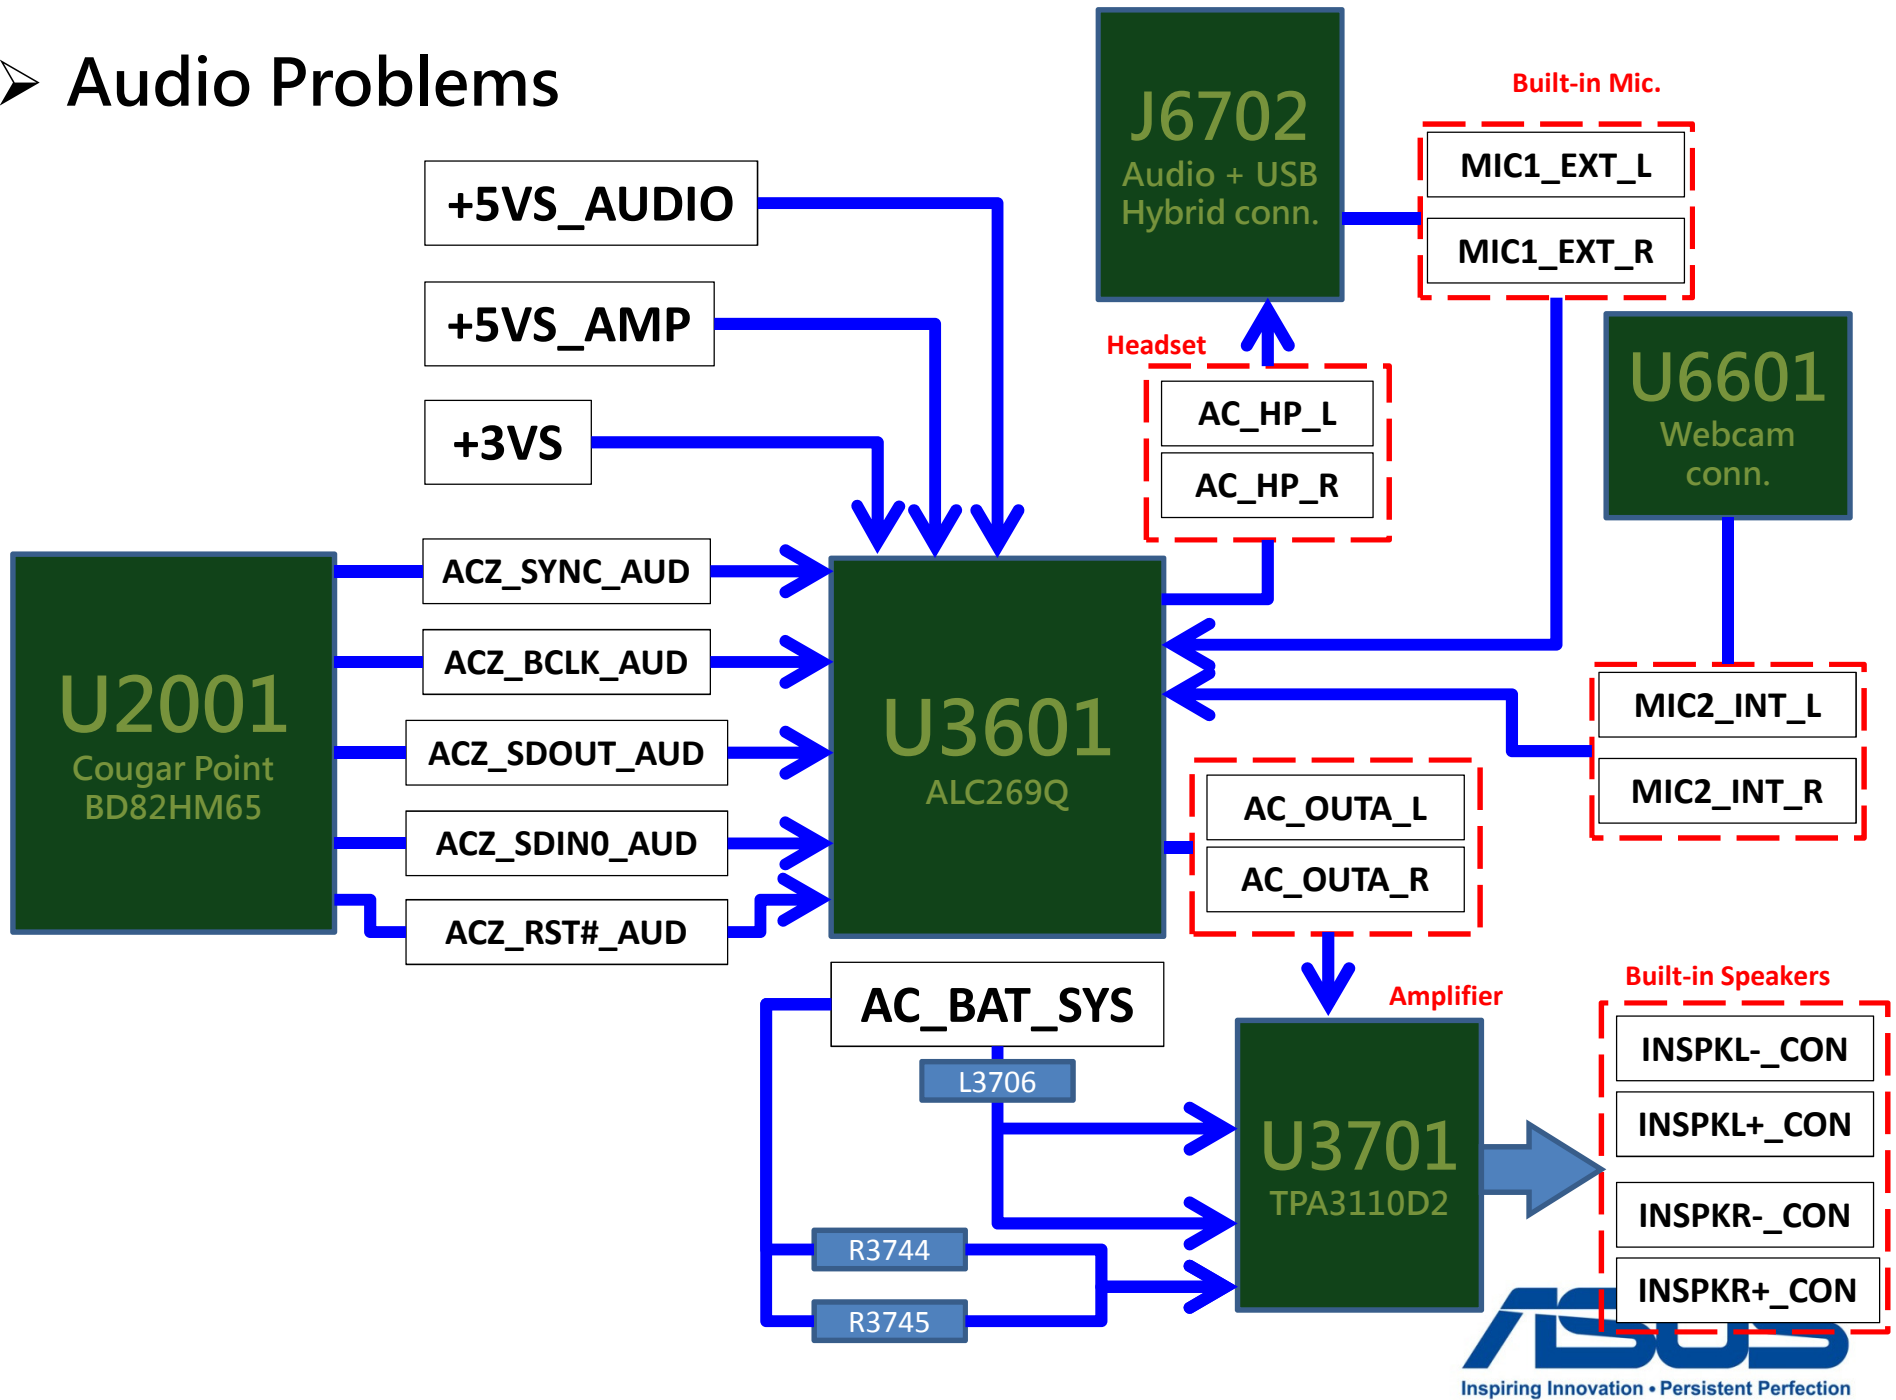 Audio Problems
J6702
Audio + USB
Hybrid conn.
Built-in Mic.
MIC1_EXT_L
MIC1_EXT_R
+5VS_AUDIO
+5VS_AMP
+3VS
Headset
AC_HP_L
AC_HP_R
U6601
Webcam
conn.
U2001
Cougar Point
BD82HM65
ACZ_SYNC_AUD
ACZ_BCLK_AUD
ACZ_SDOUT_AUD
ACZ_SDIN0_AUD
ACZ_RST#_AUD
U3601
ALC269Q
MIC2_INT_L
MIC2_INT_R
AC_OUTA_L
AC_OUTA_R
AC_BAT_SYS
L3706
R3744
R3745
Amplifier
U3701
TPA3110D2
Built-in Speakers
INSPKL-_CON
INSPKL+_CON
INSPKR-_CON
INSPKR+_CON
ASUS
Inspiring Innovation • Persistent Perfection